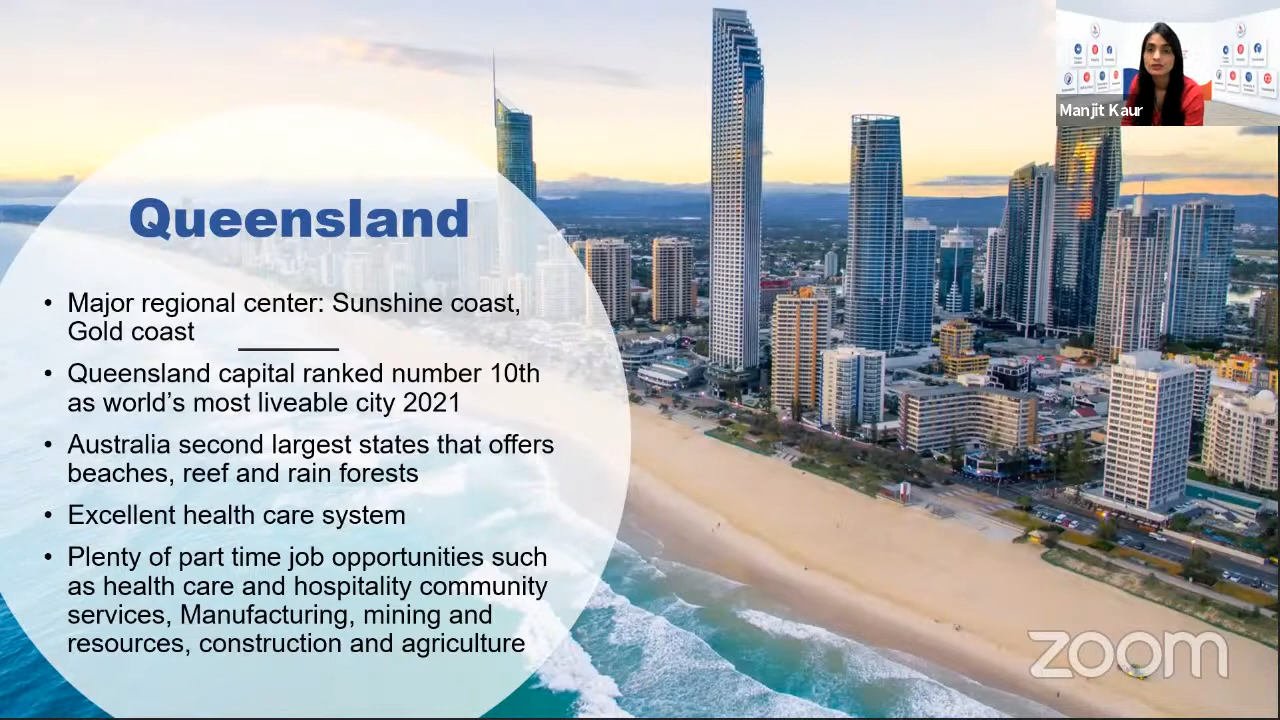 Manjit Kaur
Queensland
• Major regional center: Sunshine coast,
Gold coast
• Queensland capital ranked number 10th
as world’s most liveable city 2021
• Australia second largest states that offers
beaches, reef and rain forests
• Excellent health care system
• Plenty of part time job opportunities such
as health care and hospitality community
services, Manufacturing, mining and
resources, construction and agriculture
zoom